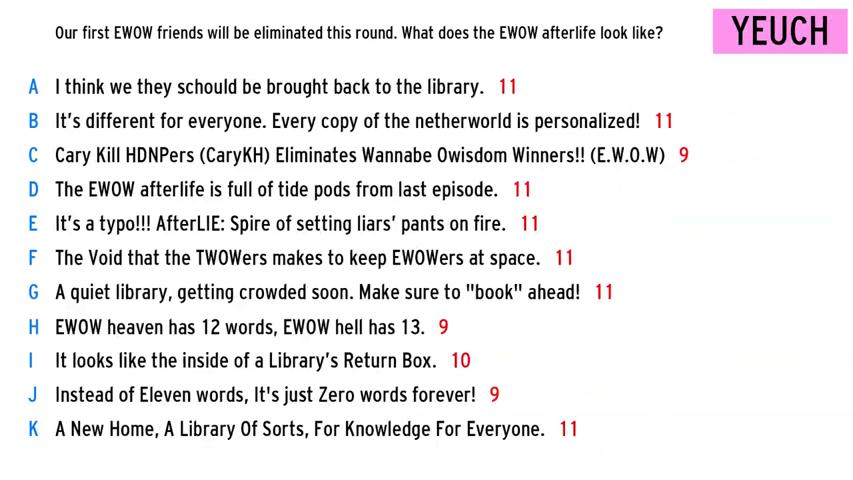 Our first EWOW friends will be eliminated this round. What does the EWOW afterlife look like?
YEUCH
A I think we they schould be brought back to the library. 11
B It's different for everyone. Every copy of the netherworld is personalized! 11
C Cary Kill HDNPers (CaryKH) Eliminates Wannabe Owisdom Winners!! (E.W.O.W) 9
D The EWOW afterlife is full of tide pods from last episode. 11
E It's a typo!!! AfterLIE: Spire of setting liars' pants on fire. 11
F The Void that the TWOWers makes to keep EWOWers at space. 11
G A quiet library, getting crowded soon. Make sure to "book" ahead! 11
H EWOW heaven has 12 words, EWOW hell has 13. 9
I It looks like the inside of a Library's Return Box. 10
J Instead of Eleven words, It's just Zero words forever! 9
K A New Home, A Library Of Sorts, For Knowledge For Everyone. 11